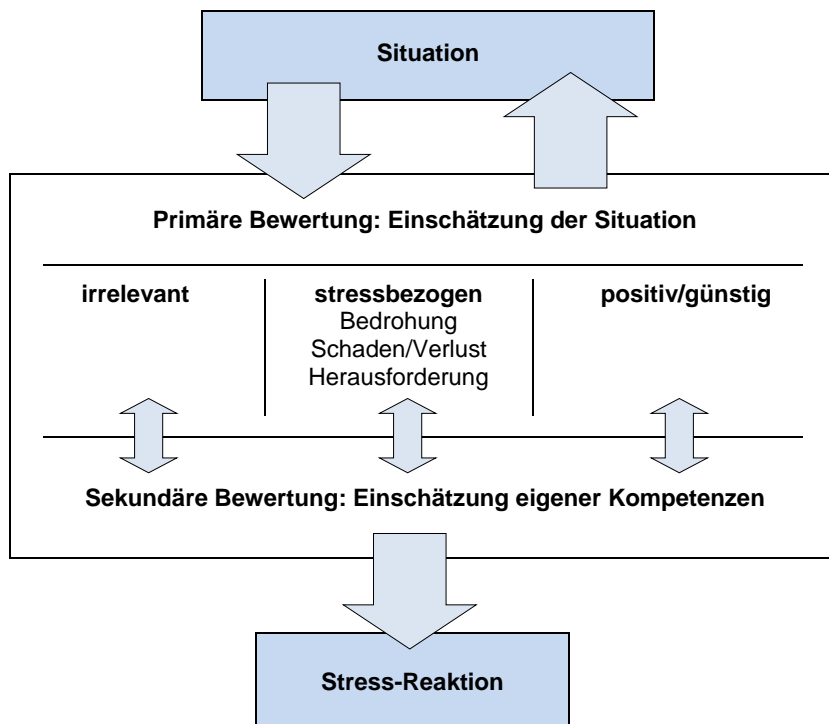 Situation
Primäre Bewertung: Einschätzung der Situation
irrelevant
stressbezogen
Bedrohung
Schaden/Verlust
Herausforderung
positiv/günstig
Sekundäre Bewertung: Einschätzung eigener Kompetenzen
Stress-Reaktion